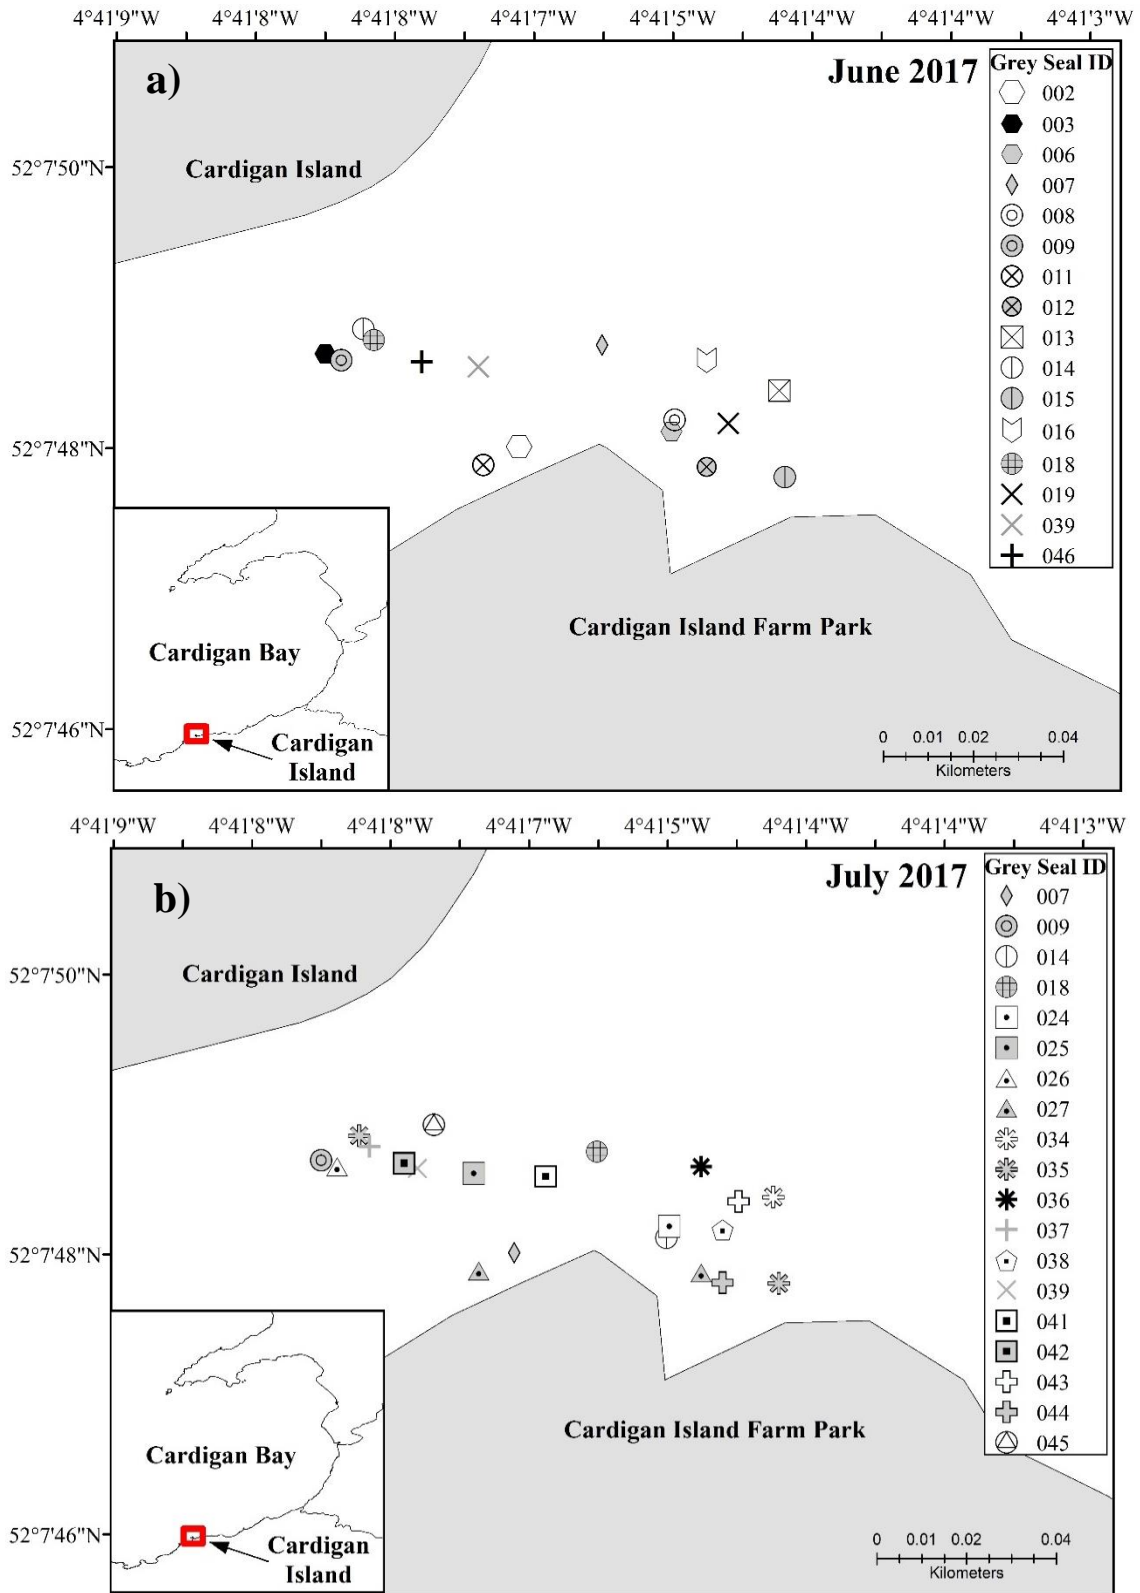 4°41'9"W 4°41'8"W 4°41'8"W 4°41'7"W 4°41'5"W 4°41'4"W 4°41'3"W
a)
June 2017
Grey Seal ID
002
003
006
007
008
009
011
012
013
014
015
016
018
019
039
046
52°7'50"N
Cardigan Island
52°7'48"N
Cardigan Island Farm Park
Cardigan Bay
52°7'46"N
Cardigan
Island
0 0.01 0.02 0.04
Kilometers
4°41'9"W 4°41'8"W 4°41'8"W 4°41'7"W 4°41'5"W 4°41'4"W 4°41'3"W
b)
July 2017
Grey Seal ID
007
009
014
018
024
025
026
027
034
035
036
037
038
039
041
042
043
044
045
52°7'50"N
Cardigan Island
52°7'48"N
Cardigan Island Farm Park
Cardigan Bay
52°7'46"N
Cardigan
Island
0 0.01 0.02 0.04
Kilometers